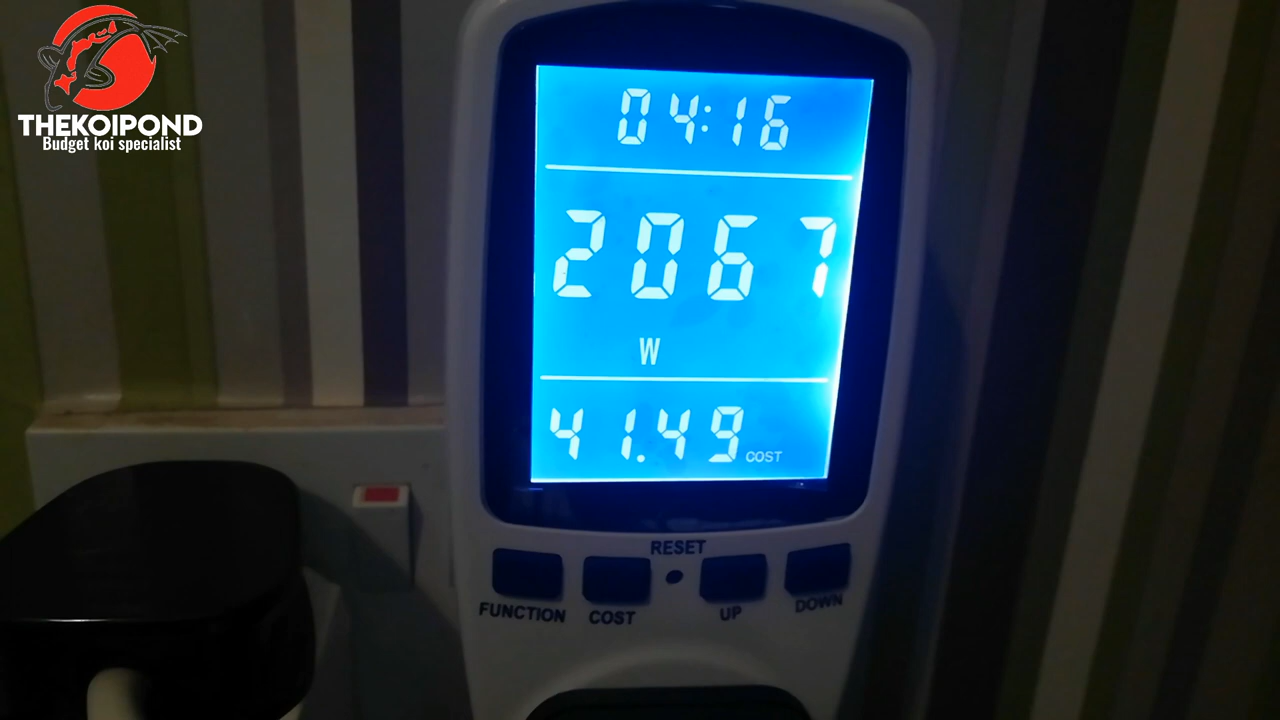 THEKOIPOND
Budget koi specialist
04:16
2067
W
41.49 COST
RESET
FUNCTION COST UP DOWN